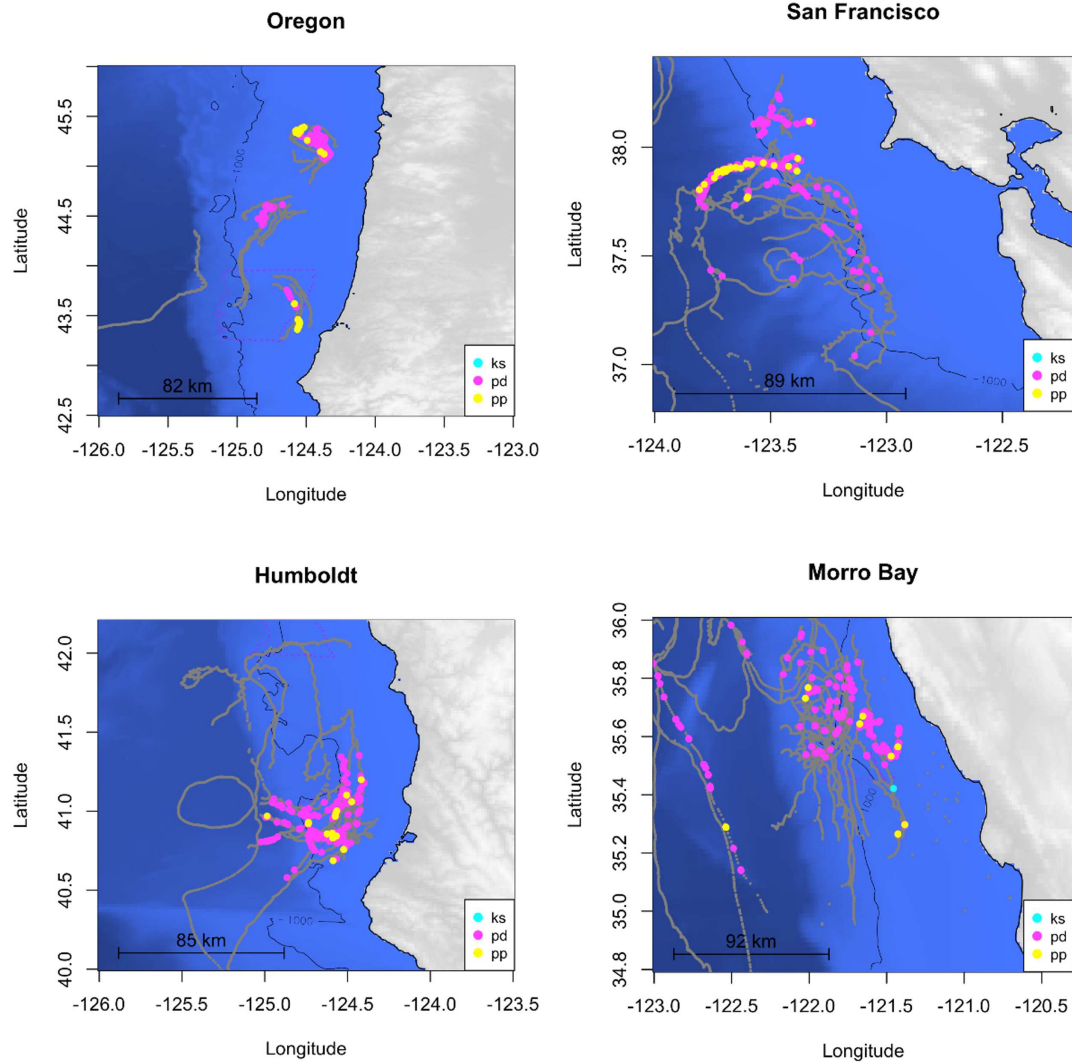 Oregon
Latitude
45.5
44.5
43.5
42.5
-1000
82 km
ks
pd
pp
-126.0 -125.5 -125.0 -124.5 -124.0 -123.5 -123.0
Longitude
San Francisco
Latitude
38.0
37.5
37.0
-1000
89 km
ks
pd
pp
-124.0 -123.5 -123.0 -122.5
Longitude
Humboldt
Latitude
42.0
41.5
41.0
40.5
40.0
-1000
85 km
ks
pd
pp
-126.0 -125.5 -125.0 -124.5 -124.0 -123.5
Longitude
Morro Bay
Latitude
36.0
35.8
35.6
35.4
35.2
35.0
34.8
1000
92 km
ks
pd
pp
-123.0 -122.5 -122.0 -121.5 -121.0 -120.5
Longitude